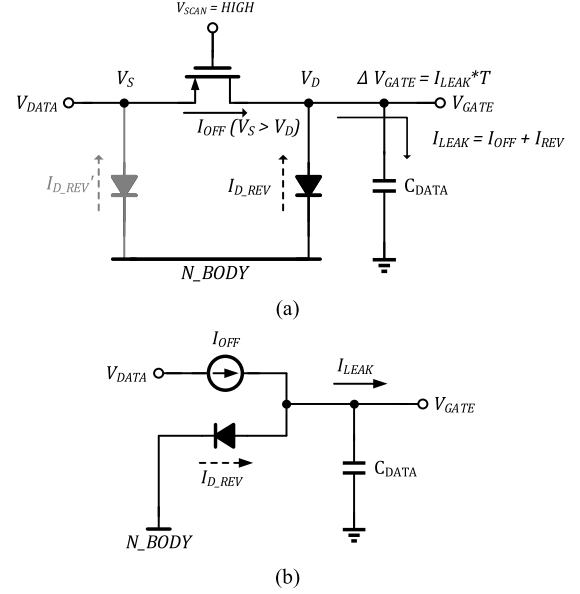 V_SCAN = HIGH
V_S V_D Δ V_GATE = I_LEAK*T
V_DATA V_GATE
I_OFF (V_S > V_D)
I_LEAK = I_OFF + I_REV
I_D_REV' I_D_REV C_DATA
N_BODY
(a)
I_OFF
V_DATA I_LEAK
V_GATE
C_DATA
I_D_REV
N_BODY
(b)